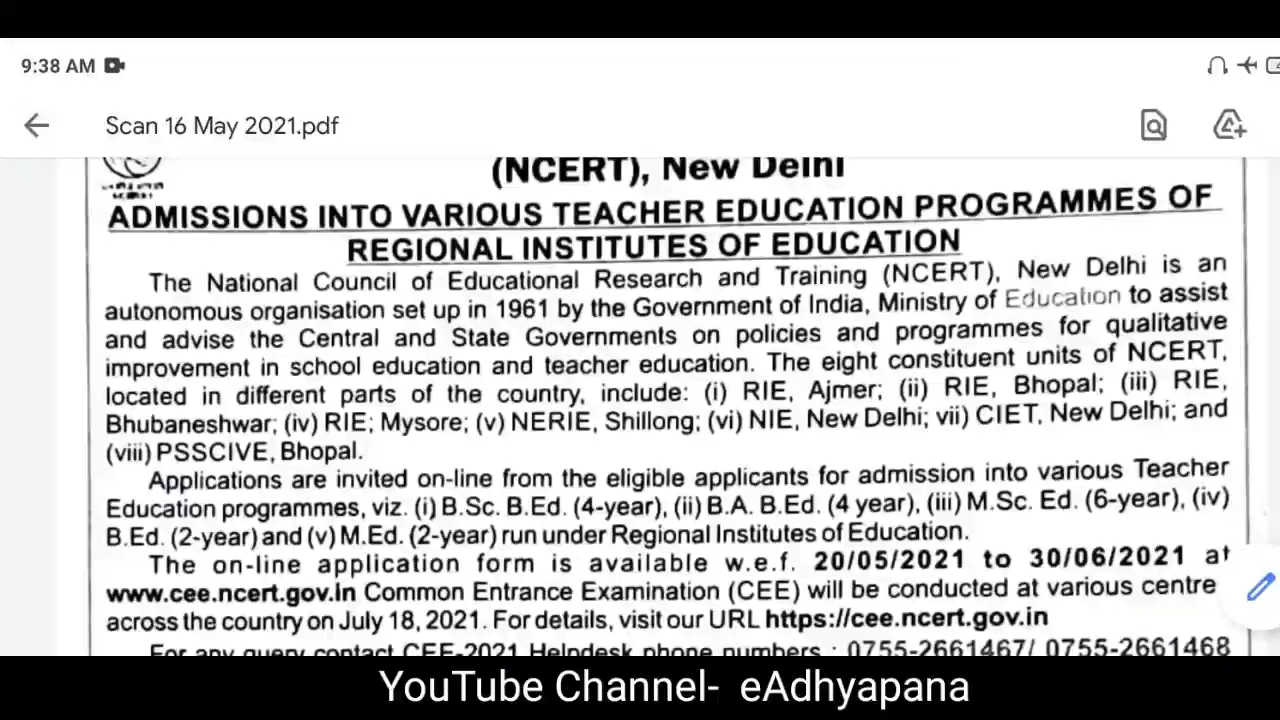 9:38 AM
Scan 16 May 2021.pdf
(NCERT), New Delhi
ADMISSIONS INTO VARIOUS TEACHER EDUCATION PROGRAMMES OF
REGIONAL INSTITUTES OF EDUCATION
The National Council of Educational Research and Training (NCERT), New Delhi is an
autonomous organisation set up in 1961 by the Government of India, Ministry of Education to assist
and advise the Central and State Governments on policies and programmes for qualitative
improvement in school education and teacher education. The eight constituent units of NCERT,
located in different parts of the country, include: (i) RIE, Ajmer; (ii) RIE, Bhopal; (iii) RIE,
Bhubaneshwar; (iv) RIE; Mysore; (v) NERIE, Shillong; (vi) NIE, New Delhi; vii) CIET, New Delhi; and
(viii) PSSCIVE, Bhopal.
Applications are invited on-line from the eligible applicants for admission into various Teacher
Education programmes, viz. (i) B.Sc. B.Ed. (4-year), (ii) B.A. B.Ed. (4 year), (iii) M.Sc. Ed. (6-year), (iv)
B.Ed. (2-year) and (v) M.Ed. (2-year) run under Regional Institutes of Education.
The on-line application form is available w.e.f. 20/05/2021 to 30/06/2021 at
www.cee.ncert.gov.in Common Entrance Examination (CEE) will be conducted at various centre
across the country on July 18, 2021. For details, visit our URL https://cee.ncert.gov.in
For any query contact CEE-2021 Helpdesk phone numbers : 0755-2661467/ 0755-2661468
YouTube Channel- eAdhyapana